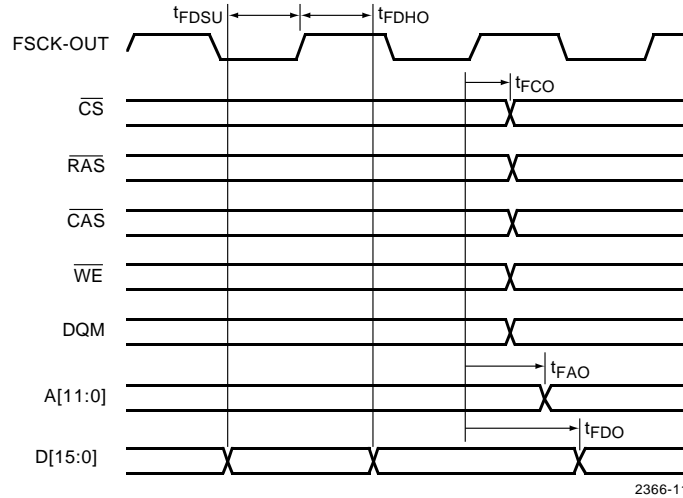 tFDSU tFDHO
FSCK-OUT
tFCO
CS
RAS
CAS
WE
DQM
tFAO
A[11:0]
tFDO
D[15:0]